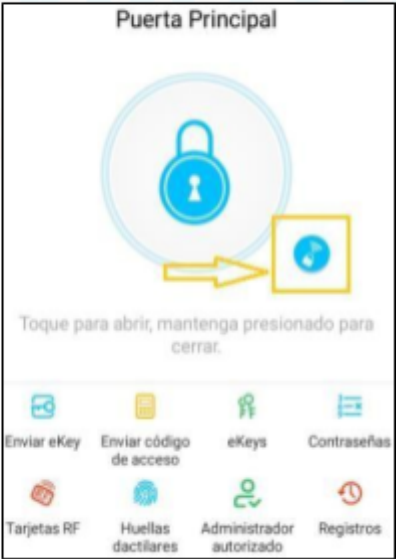 Puerta Principal
Toque para abrir, mantenga presionado para
cerrar.
Enviar eKey
Enviar código
de acceso
eKeys
Contraseñas
Tarjetas RF
Huellas
dactilares
Administrador
autorizado
Registros